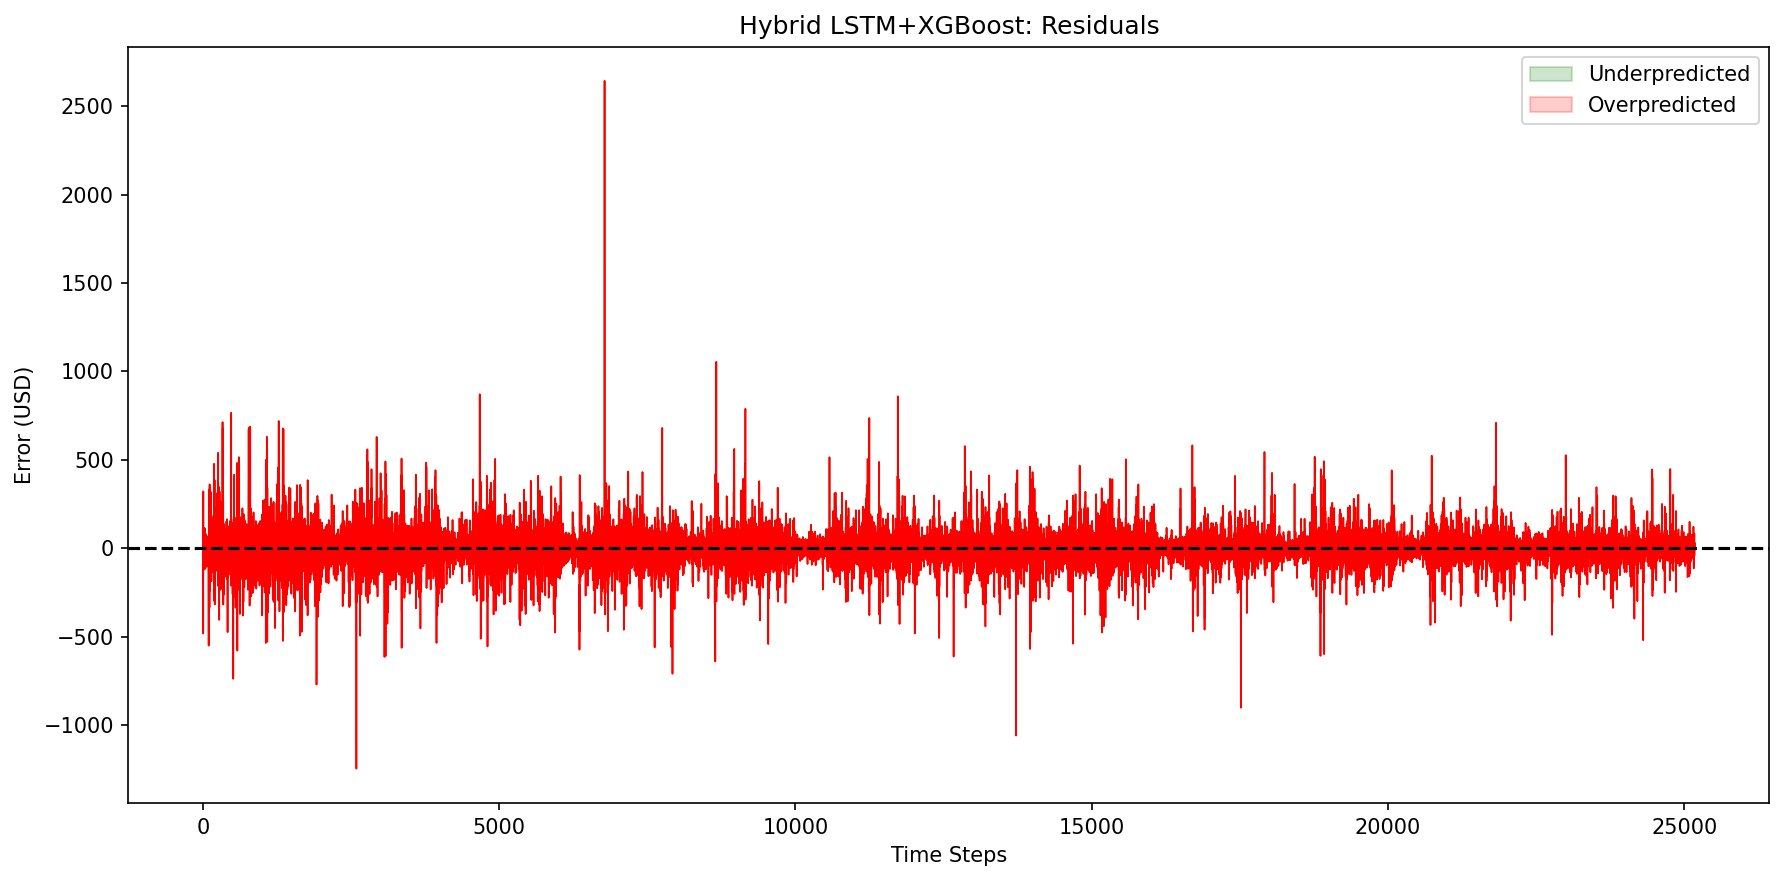 Hybrid LSTM+XGBoost: Residuals
Underpredicted
Overpredicted
Error (USD)
2500
2000
1500
1000
500
0
−500
−1000
0 5000 10000 15000 20000 25000
Time Steps